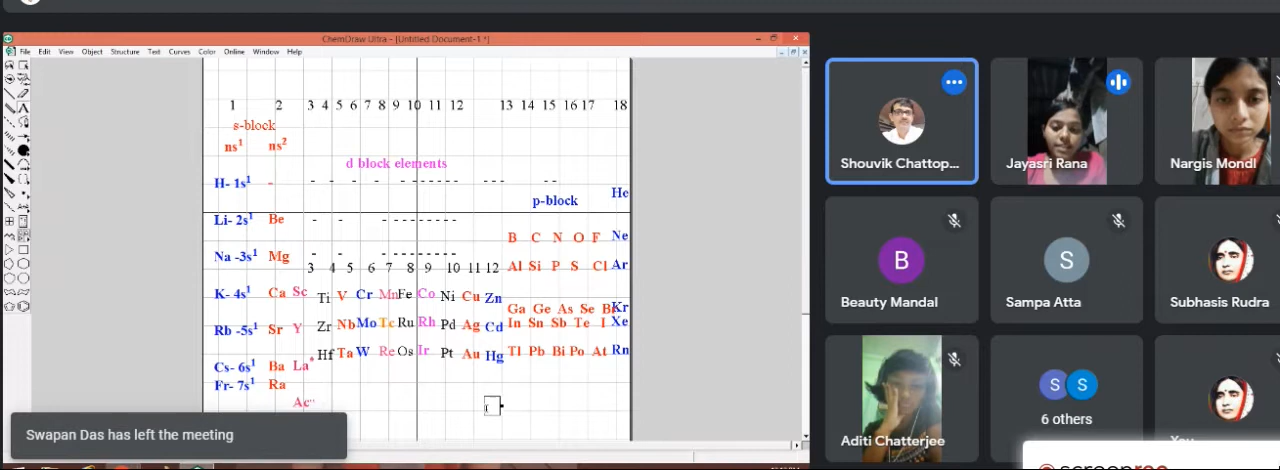 ChemDraw Ultra - [Untitled Document-1 *]
File Edit View Object Structure Text Curves Color Online Window Help
1 2 3 4 5 6 7 8 9 10 11 12 13 14 15 16 17 18
s-block
ns1 ns2
d block elements
H- 1s1 - - - - - - - - - - - - - - - - He
p-block
Li- 2s1 Be - - - - - - - - - -
B C N O F Ne
Na -3s1 Mg - - - - - - - - - -
3 4 5 6 7 8 9 10 11 12 Al Si P S Cl Ar
K- 4s1 Ca Sc Ti V Cr Mn Fe Co Ni Cu Zn Ga Ge As Se Br Kr
Rb -5s1 Sr Y Zr Nb Mo Tc Ru Rh Pd Ag Cd In Sn Sb Te I Xe
Cs- 6s1 Ba La* Hf Ta W Re Os Ir Pt Au Hg Tl Pb Bi Po At Rn
Fr- 7s1 Ra
Ac
Swapan Das has left the meeting
Shouvik Chattop...
Jayasri Rana
Nargis Mondl
B
Beauty Mandal
S
Sampa Atta
Subhasis Rudra
Aditi Chatterjee
S S
6 others
You